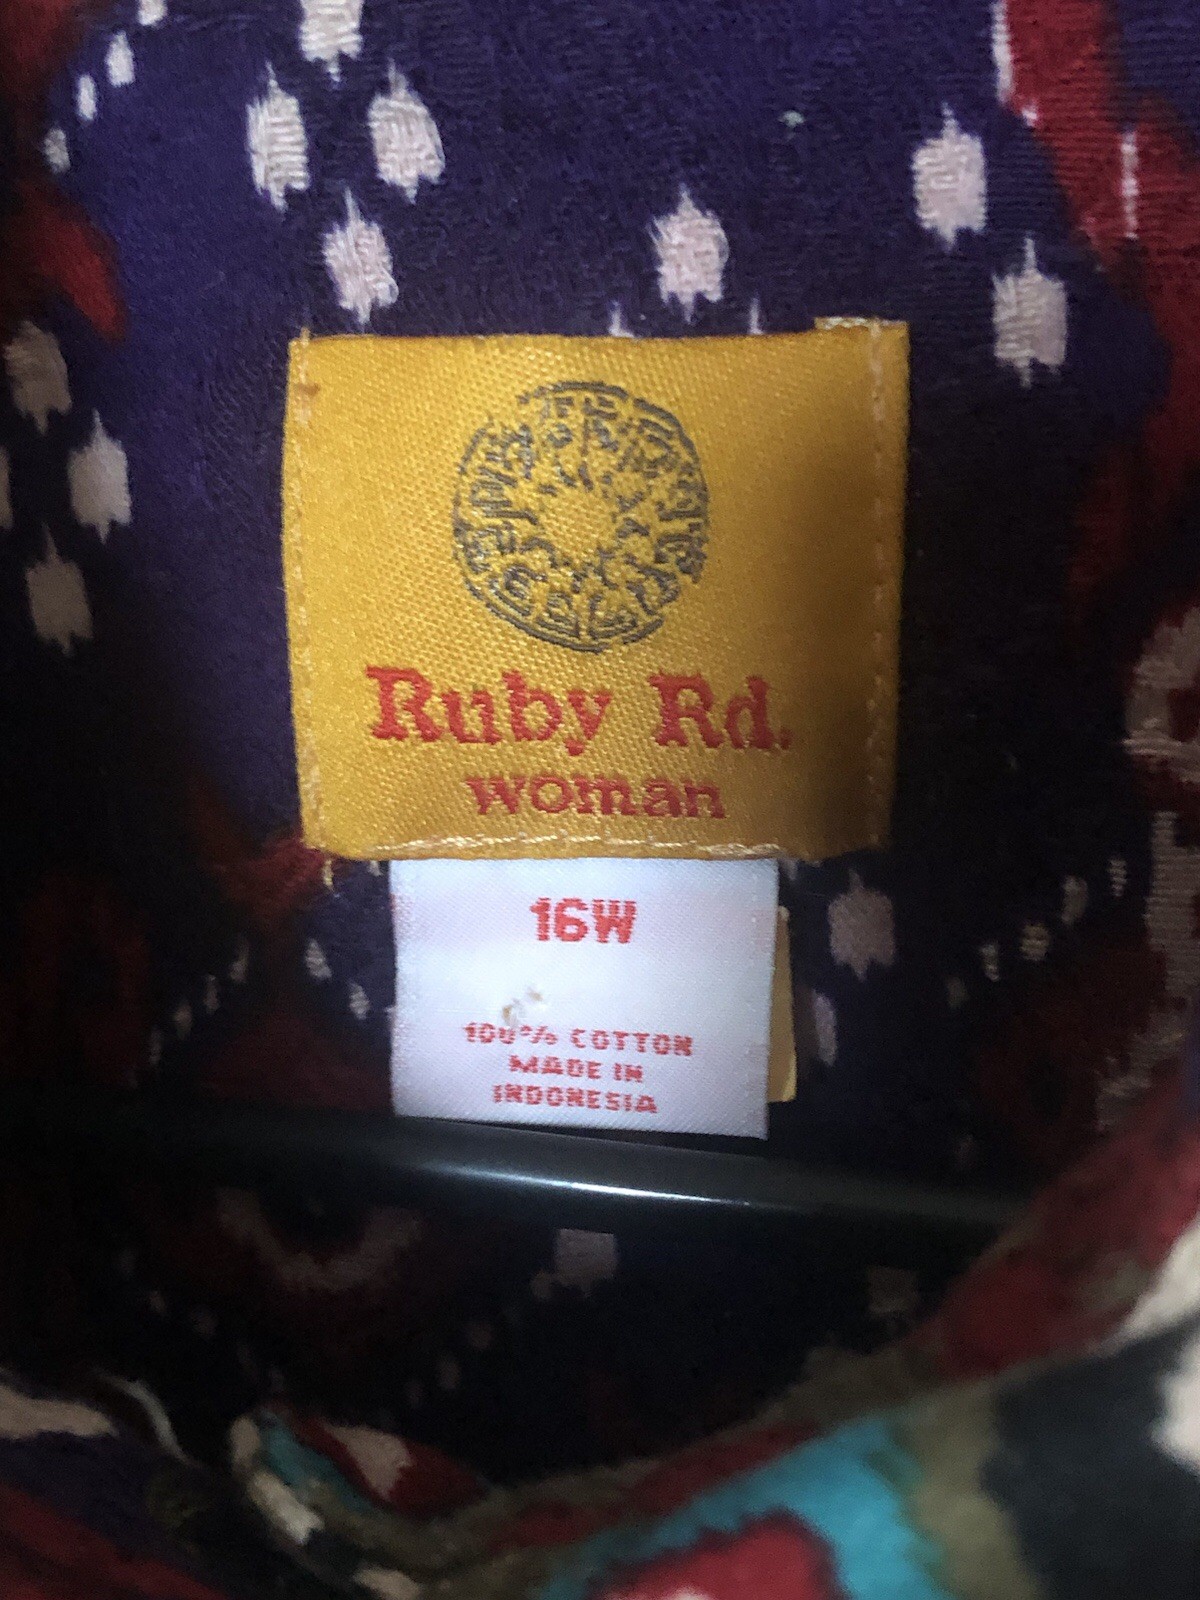 Ruby Rd.
woman
16W
100% COTTON
MADE IN
INDONESIA